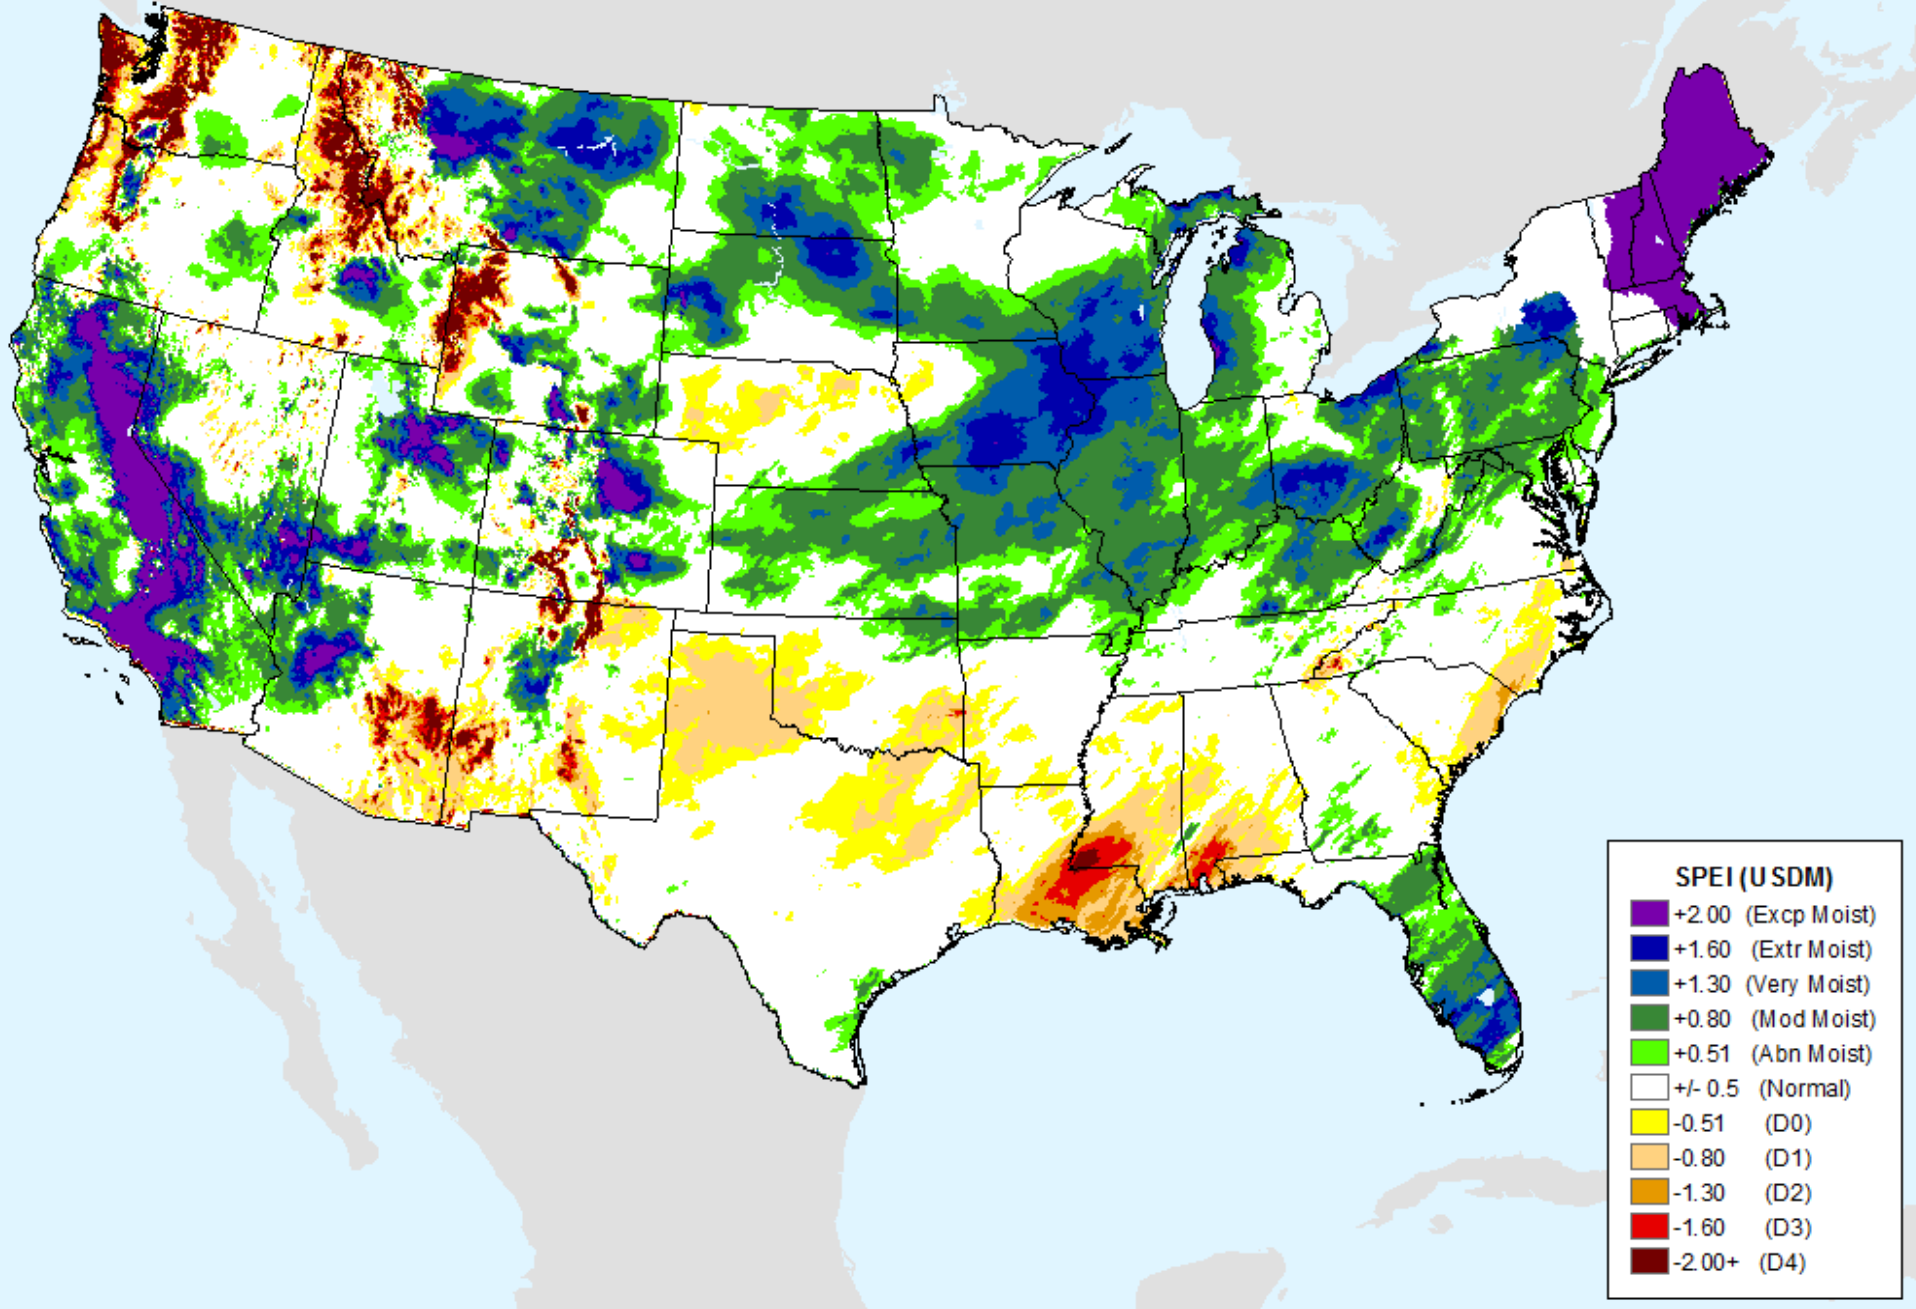 SPEI (USDM)
+2.00 (Excp Moist)
+1.60 (Extr Moist)
+1.30 (Very Moist)
+0.80 (Mod Moist)
+0.51 (Abn Moist)
+/- 0.5 (Normal)
-0.51 (D0)
-0.80 (D1)
-1.30 (D2)
-1.60 (D3)
-2.00+ (D4)